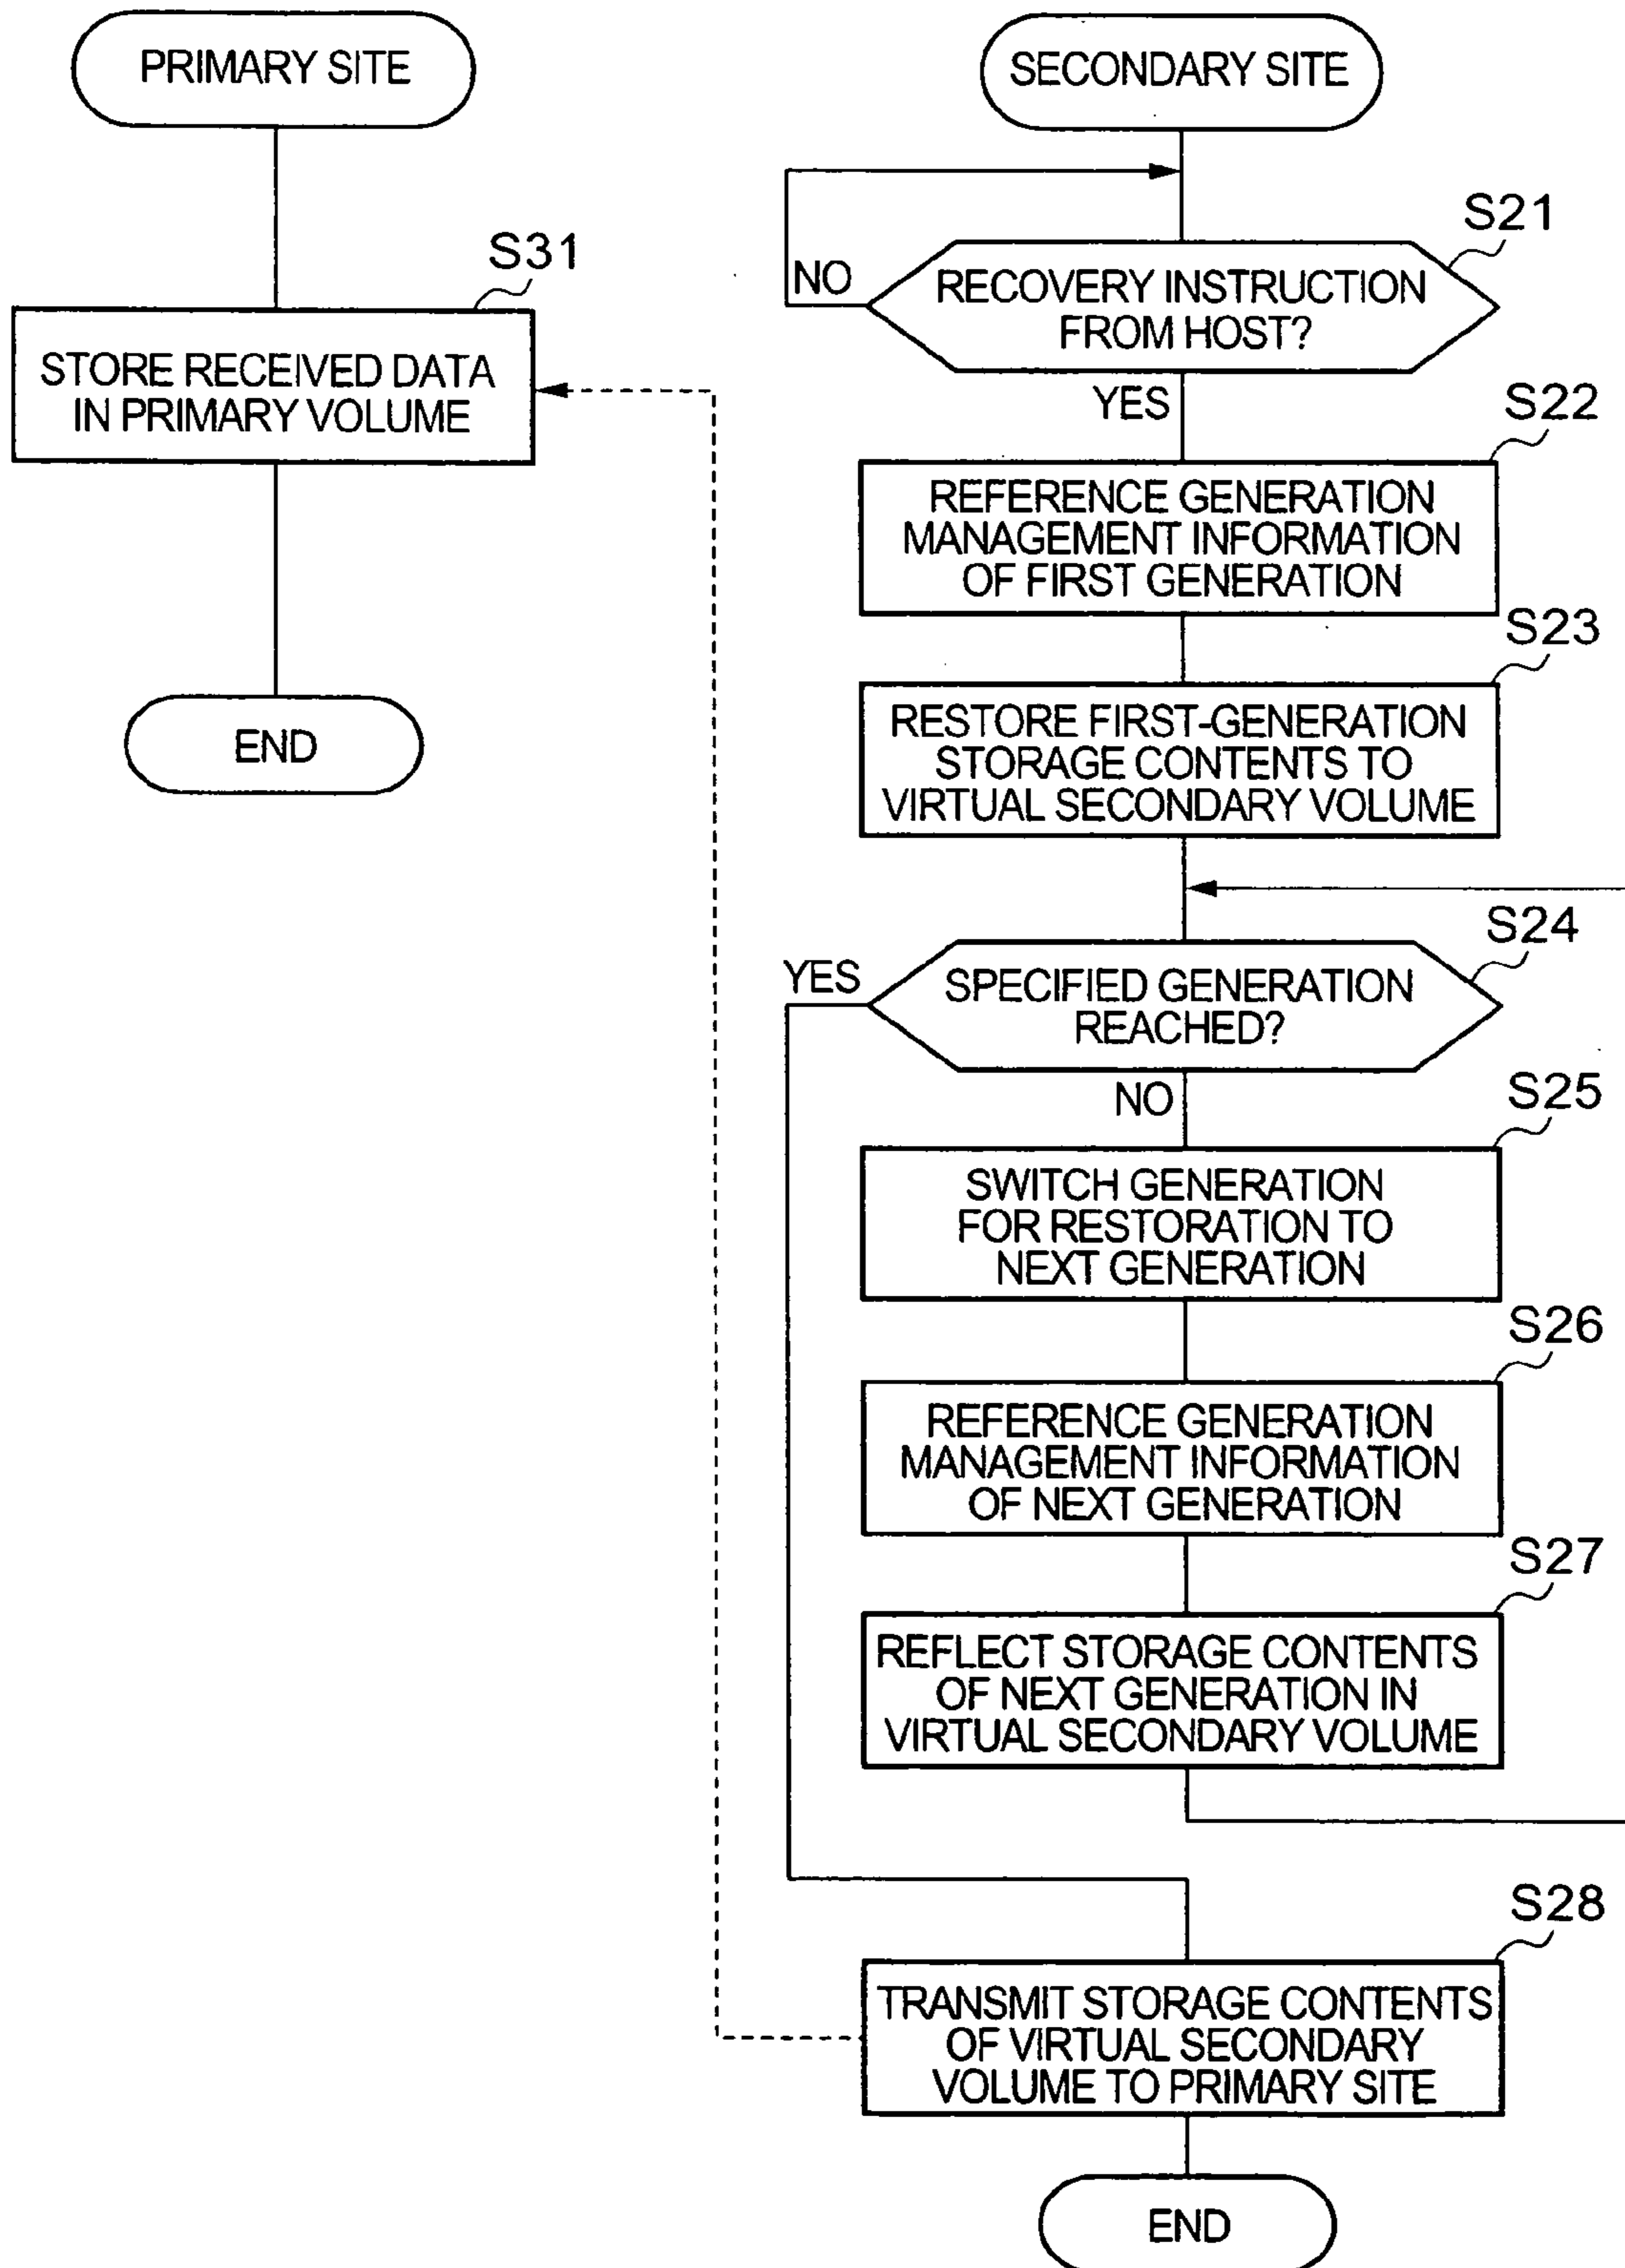 PRIMARY SITE
S31
STORE RECEIVED DATA
IN PRIMARY VOLUME
END
SECONDARY SITE
S21
NO
RECOVERY INSTRUCTION
FROM HOST?
YES
S22
REFERENCE GENERATION
MANAGEMENT INFORMATION
OF FIRST GENERATION
S23
RESTORE FIRST-GENERATION
STORAGE CONTENTS TO
VIRTUAL SECONDARY VOLUME
S24
YES
SPECIFIED GENERATION
REACHED?
NO
S25
SWITCH GENERATION
FOR RESTORATION TO
NEXT GENERATION
S26
REFERENCE GENERATION
MANAGEMENT INFORMATION
OF NEXT GENERATION
S27
REFLECT STORAGE CONTENTS
OF NEXT GENERATION IN
VIRTUAL SECONDARY VOLUME
S28
TRANSMIT STORAGE CONTENTS
OF VIRTUAL SECONDARY
VOLUME TO PRIMARY SITE
END